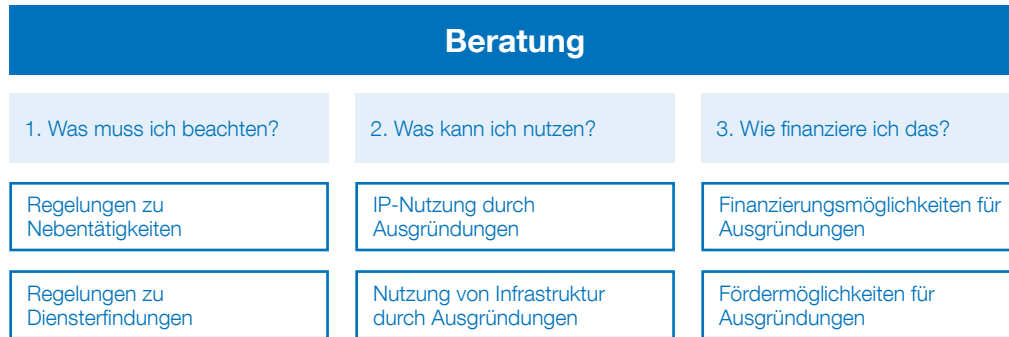 Beratung
1. Was muss ich beachten?
2. Was kann ich nutzen?
3. Wie finanziere ich das?
Regelungen zu
Nebentätigkeiten
IP-Nutzung durch
Ausgründungen
Finanzierungsmöglichkeiten für
Ausgründungen
Regelungen zu
Diensterfindungen
Nutzung von Infrastruktur
durch Ausgründungen
Fördermöglichkeiten für
Ausgründungen